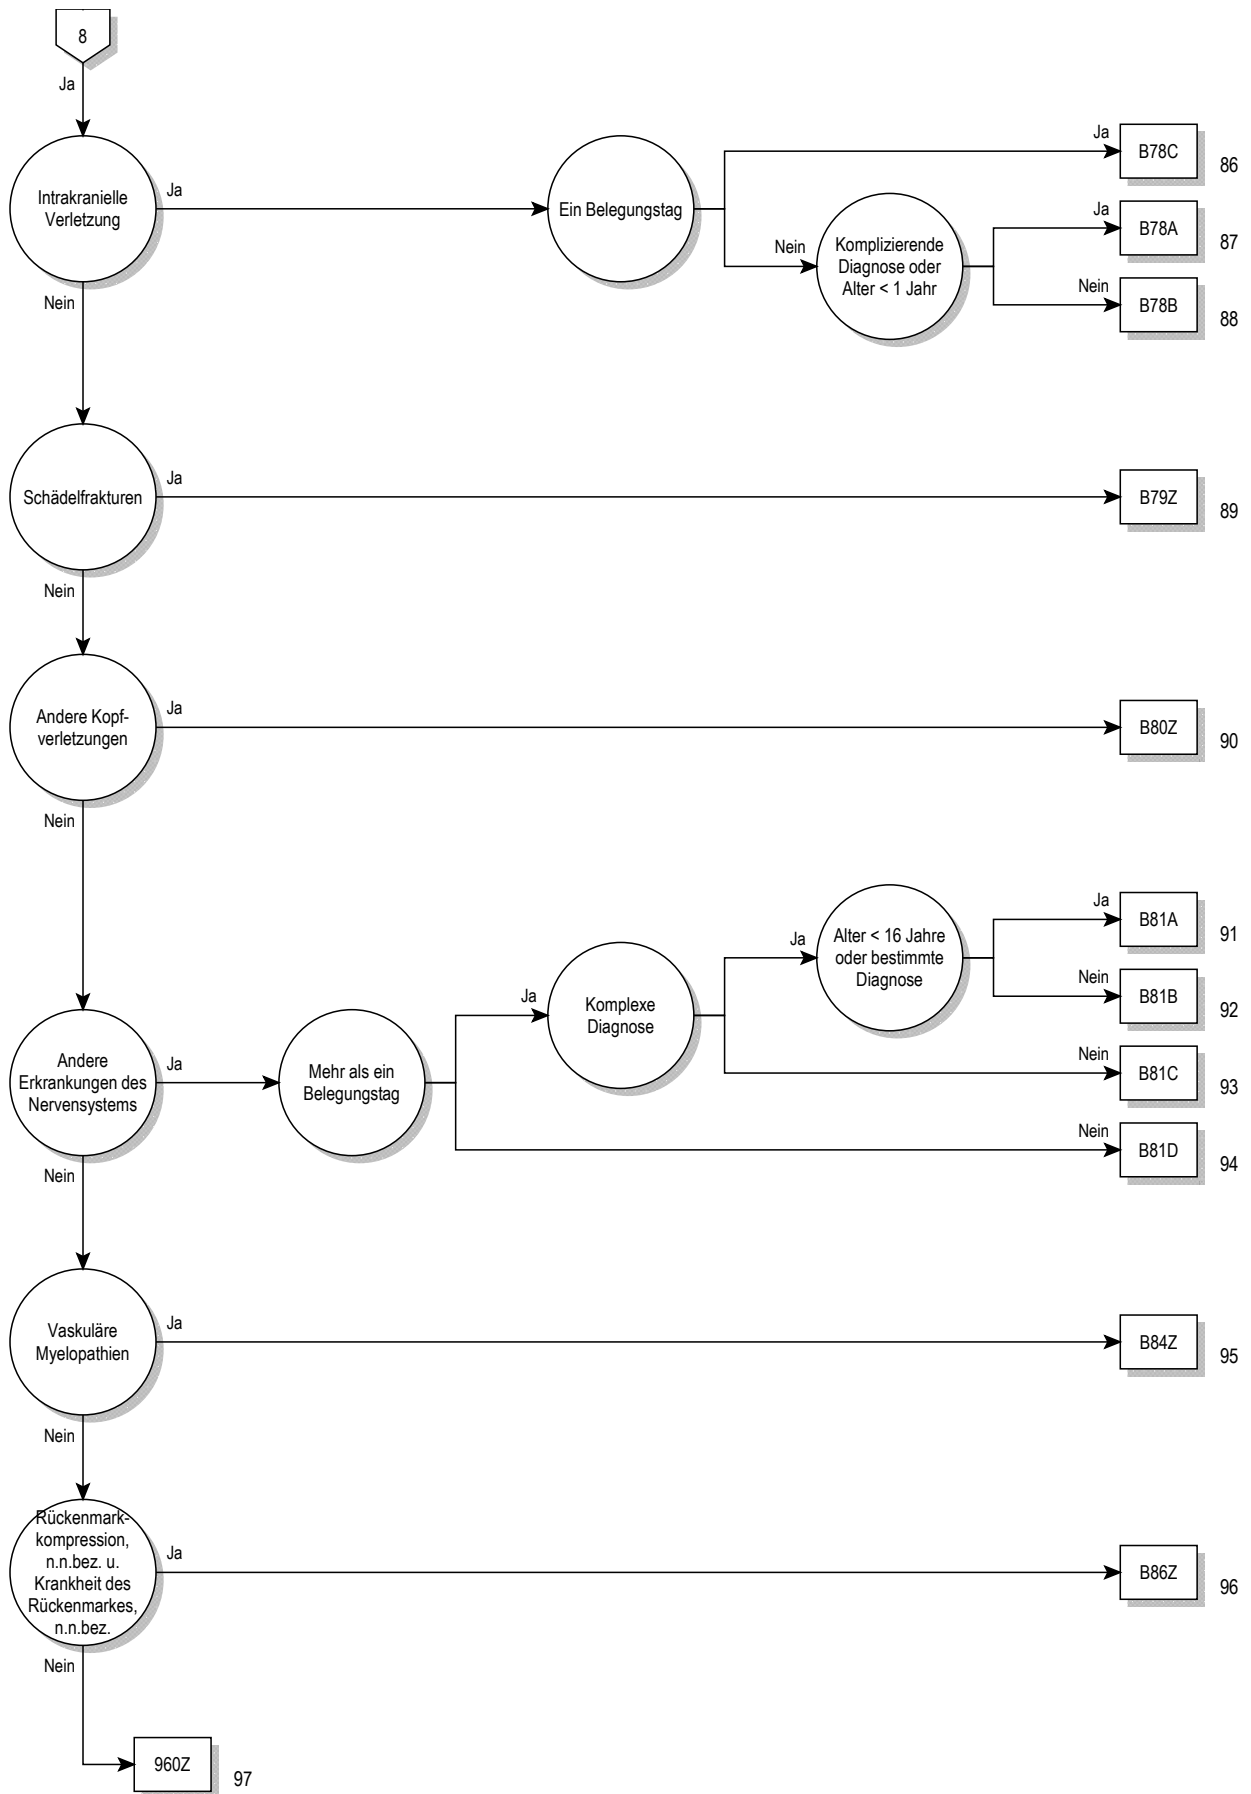 8
Ja
Intrakranielle
Verletzung
Ja
Ein Belegungstag
Ja
B78C
86
Nein
Komplizierende
Diagnose oder
Alter < 1 Jahr
Ja
B78A
87
Nein
B78B
88
Nein
Schädelfrakturen
Ja
B79Z
89
Nein
Andere Kopf-
verletzungen
Ja
B80Z
90
Nein
Andere
Erkrankungen des
Nervensystems
Ja
Mehr als ein
Belegungstag
Ja
Komplexe
Diagnose
Ja
Alter < 16 Jahre
oder bestimmte
Diagnose
Ja
B81A
91
Nein
B81B
92
Nein
B81C
93
Nein
B81D
94
Nein
Vaskuläre
Myelopathien
Ja
B84Z
95
Nein
Rückenmark-
kompression,
n.n.bez. u.
Krankheit des
Rückenmarkes,
n.n.bez.
Ja
B86Z
96
Nein
960Z
97